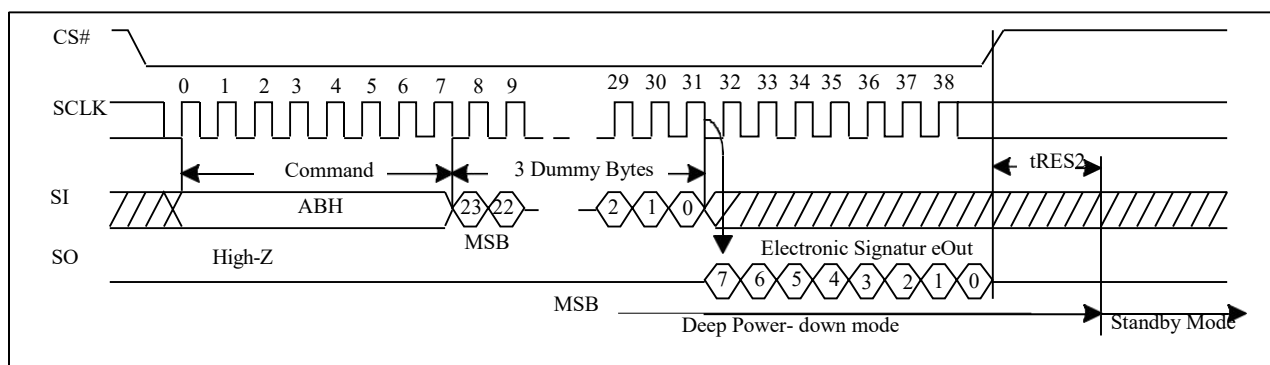 CS#
0 1 2 3 4 5 6 7 8 9 29 30 31 32 33 34 35 36 37 38
SCLK
Command 3 Dummy Bytes tRES2
SI ABH 23 22 2 1 0
MSB
SO High-Z Electronic Signatur eOut
7 6 5 4 3 2 1 0
MSB
Deep Power- down mode Standby Mode